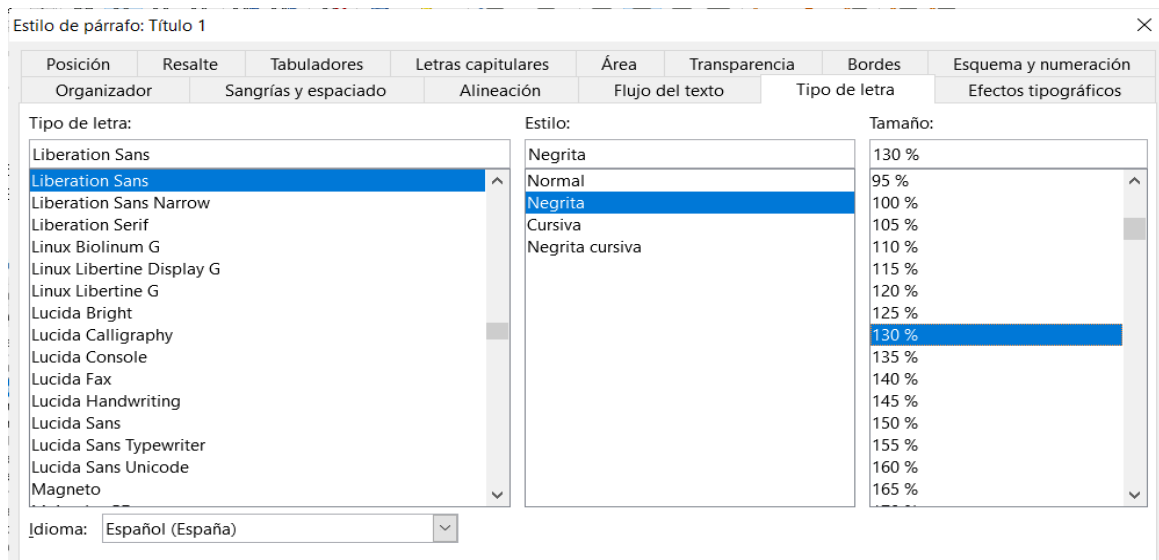 Estilo de párrafo: Título 1
Posición Resalte Tabuladores Letras capitulares Área Transparencia Bordes Esquema y numeración
Organizador Sangrías y espaciado Alineación Flujo del texto Tipo de letra Efectos tipográficos
Tipo de letra: Estilo: Tamaño:
Liberation Sans Negrita 130 %
Liberation Sans Normal 95 %
Liberation Sans Narrow Negrita 100 %
Liberation Serif Cursiva 105 %
Linux Biolinum G Negrita cursiva 110 %
Linux Libertine Display G 115 %
Linux Libertine G 120 %
Lucida Bright 125 %
Lucida Calligraphy 130 %
Lucida Console 135 %
Lucida Fax 140 %
Lucida Handwriting 145 %
Lucida Sans 150 %
Lucida Sans Typewriter 155 %
Lucida Sans Unicode 160 %
Magneto 165 %
Idioma: Español (España)